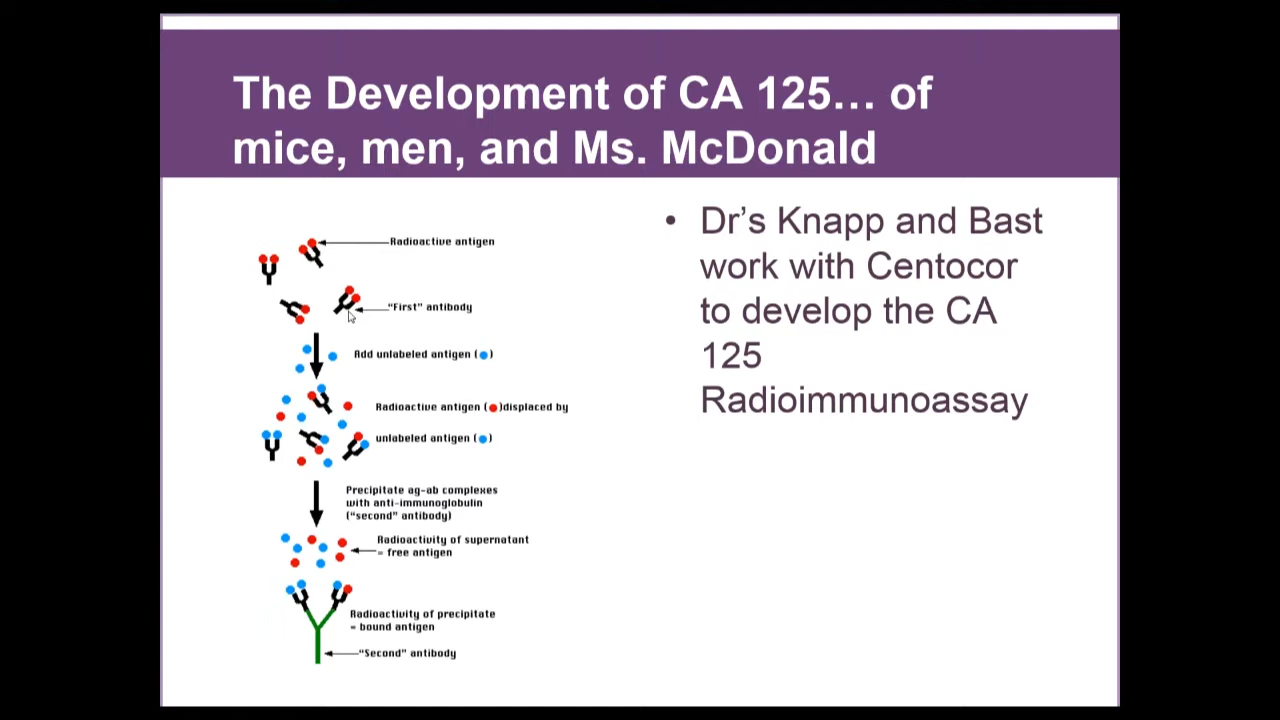 The Development of CA 125… of
mice, men, and Ms. McDonald
Radioactive antigen
"First" antibody
Add unlabeled antigen ( )
Radioactive antigen ( )displaced by
unlabeled antigen ( )
Precipitate ag-ab complexes
with anti-immunoglobulin
("second" antibody)
Radioactivity of supernatant
= free antigen
Radioactivity of precipitate
= bound antigen
"Second" antibody
• Dr’s Knapp and Bast
work with Centocor
to develop the CA
125
Radioimmunoassay